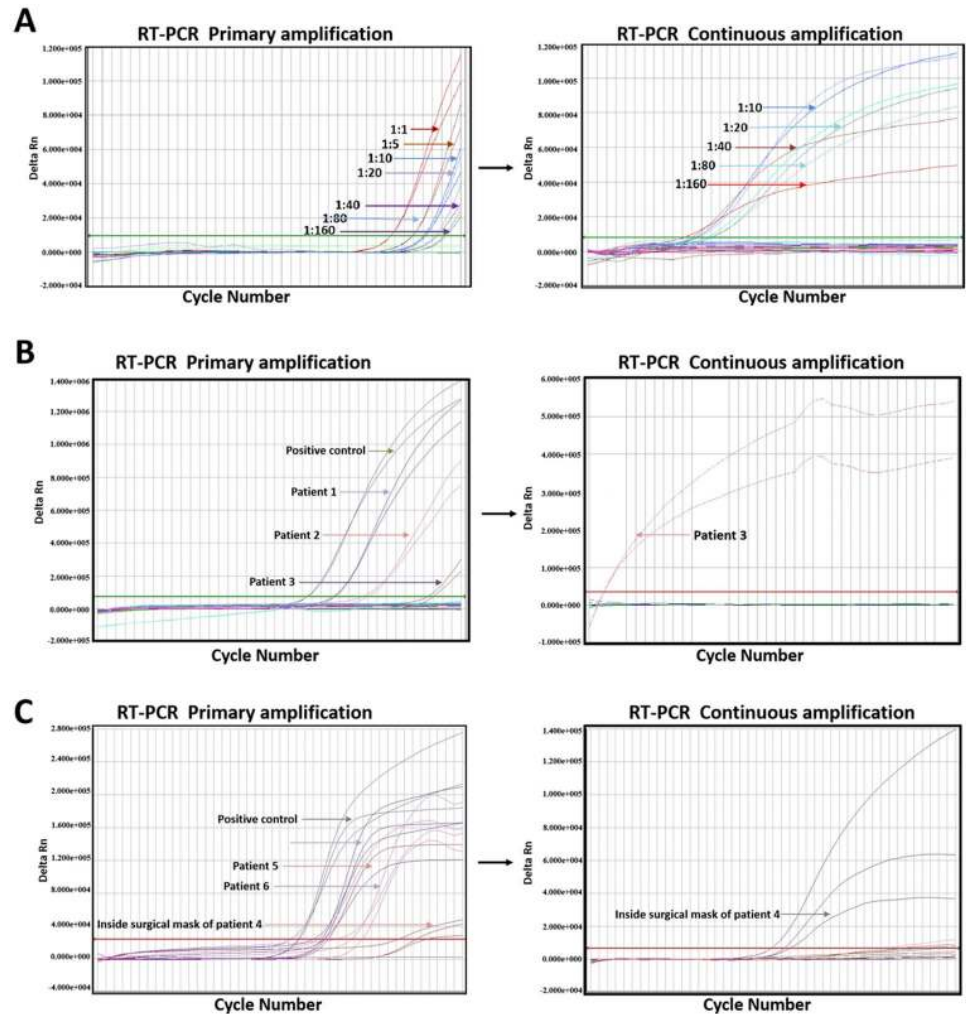 A
RT-PCR Primary amplification
1.200e+005
1.000e+004
8.000e+004
6.000e+004
4.000e+004
2.000e+004
0.000e+000
-2.000e+004
Delta Rn
1:1
1:5
1:10
1:20
1:40
1:80
1:160
Cycle Number
RT-PCR Continuous amplification
1.200e+005
1.000e+005
8.000e+004
6.000e+004
4.000e+004
2.000e+004
0.000e+000
-2.000e+004
Delta Rn
1:10
1:20
1:40
1:80
1:160
Cycle Number
B
RT-PCR Primary amplification
1.400e+006
1.200e+006
1.000e+006
8.000e+005
6.000e+005
4.000e+005
2.000e+005
0.000e+000
-2.000e+005
Delta Rn
Positive control
Patient 1
Patient 2
Patient 3
Cycle Number
RT-PCR Continuous amplification
6.000e+005
5.000e+005
4.000e+005
3.000e+005
2.000e+005
1.000e+005
0.000e+000
-1.000e+005
Delta Rn
Patient 3
Cycle Number
C
RT-PCR Primary amplification
2.800e+005
2.400e+005
2.000e+005
1.600e+005
1.200e+005
8.000e+004
4.000e+004
0.000e+000
-4.000e+004
Delta Rn
Positive control
Patient 5
Patient 6
Inside surgical mask of patient 4
Cycle Number
RT-PCR Continuous amplification
1.400e+005
1.200e+005
1.000e+005
8.000e+004
6.000e+004
4.000e+004
2.000e+004
0.000e+000
-2.000e+004
Delta Rn
Inside surgical mask of patient 4
Cycle Number